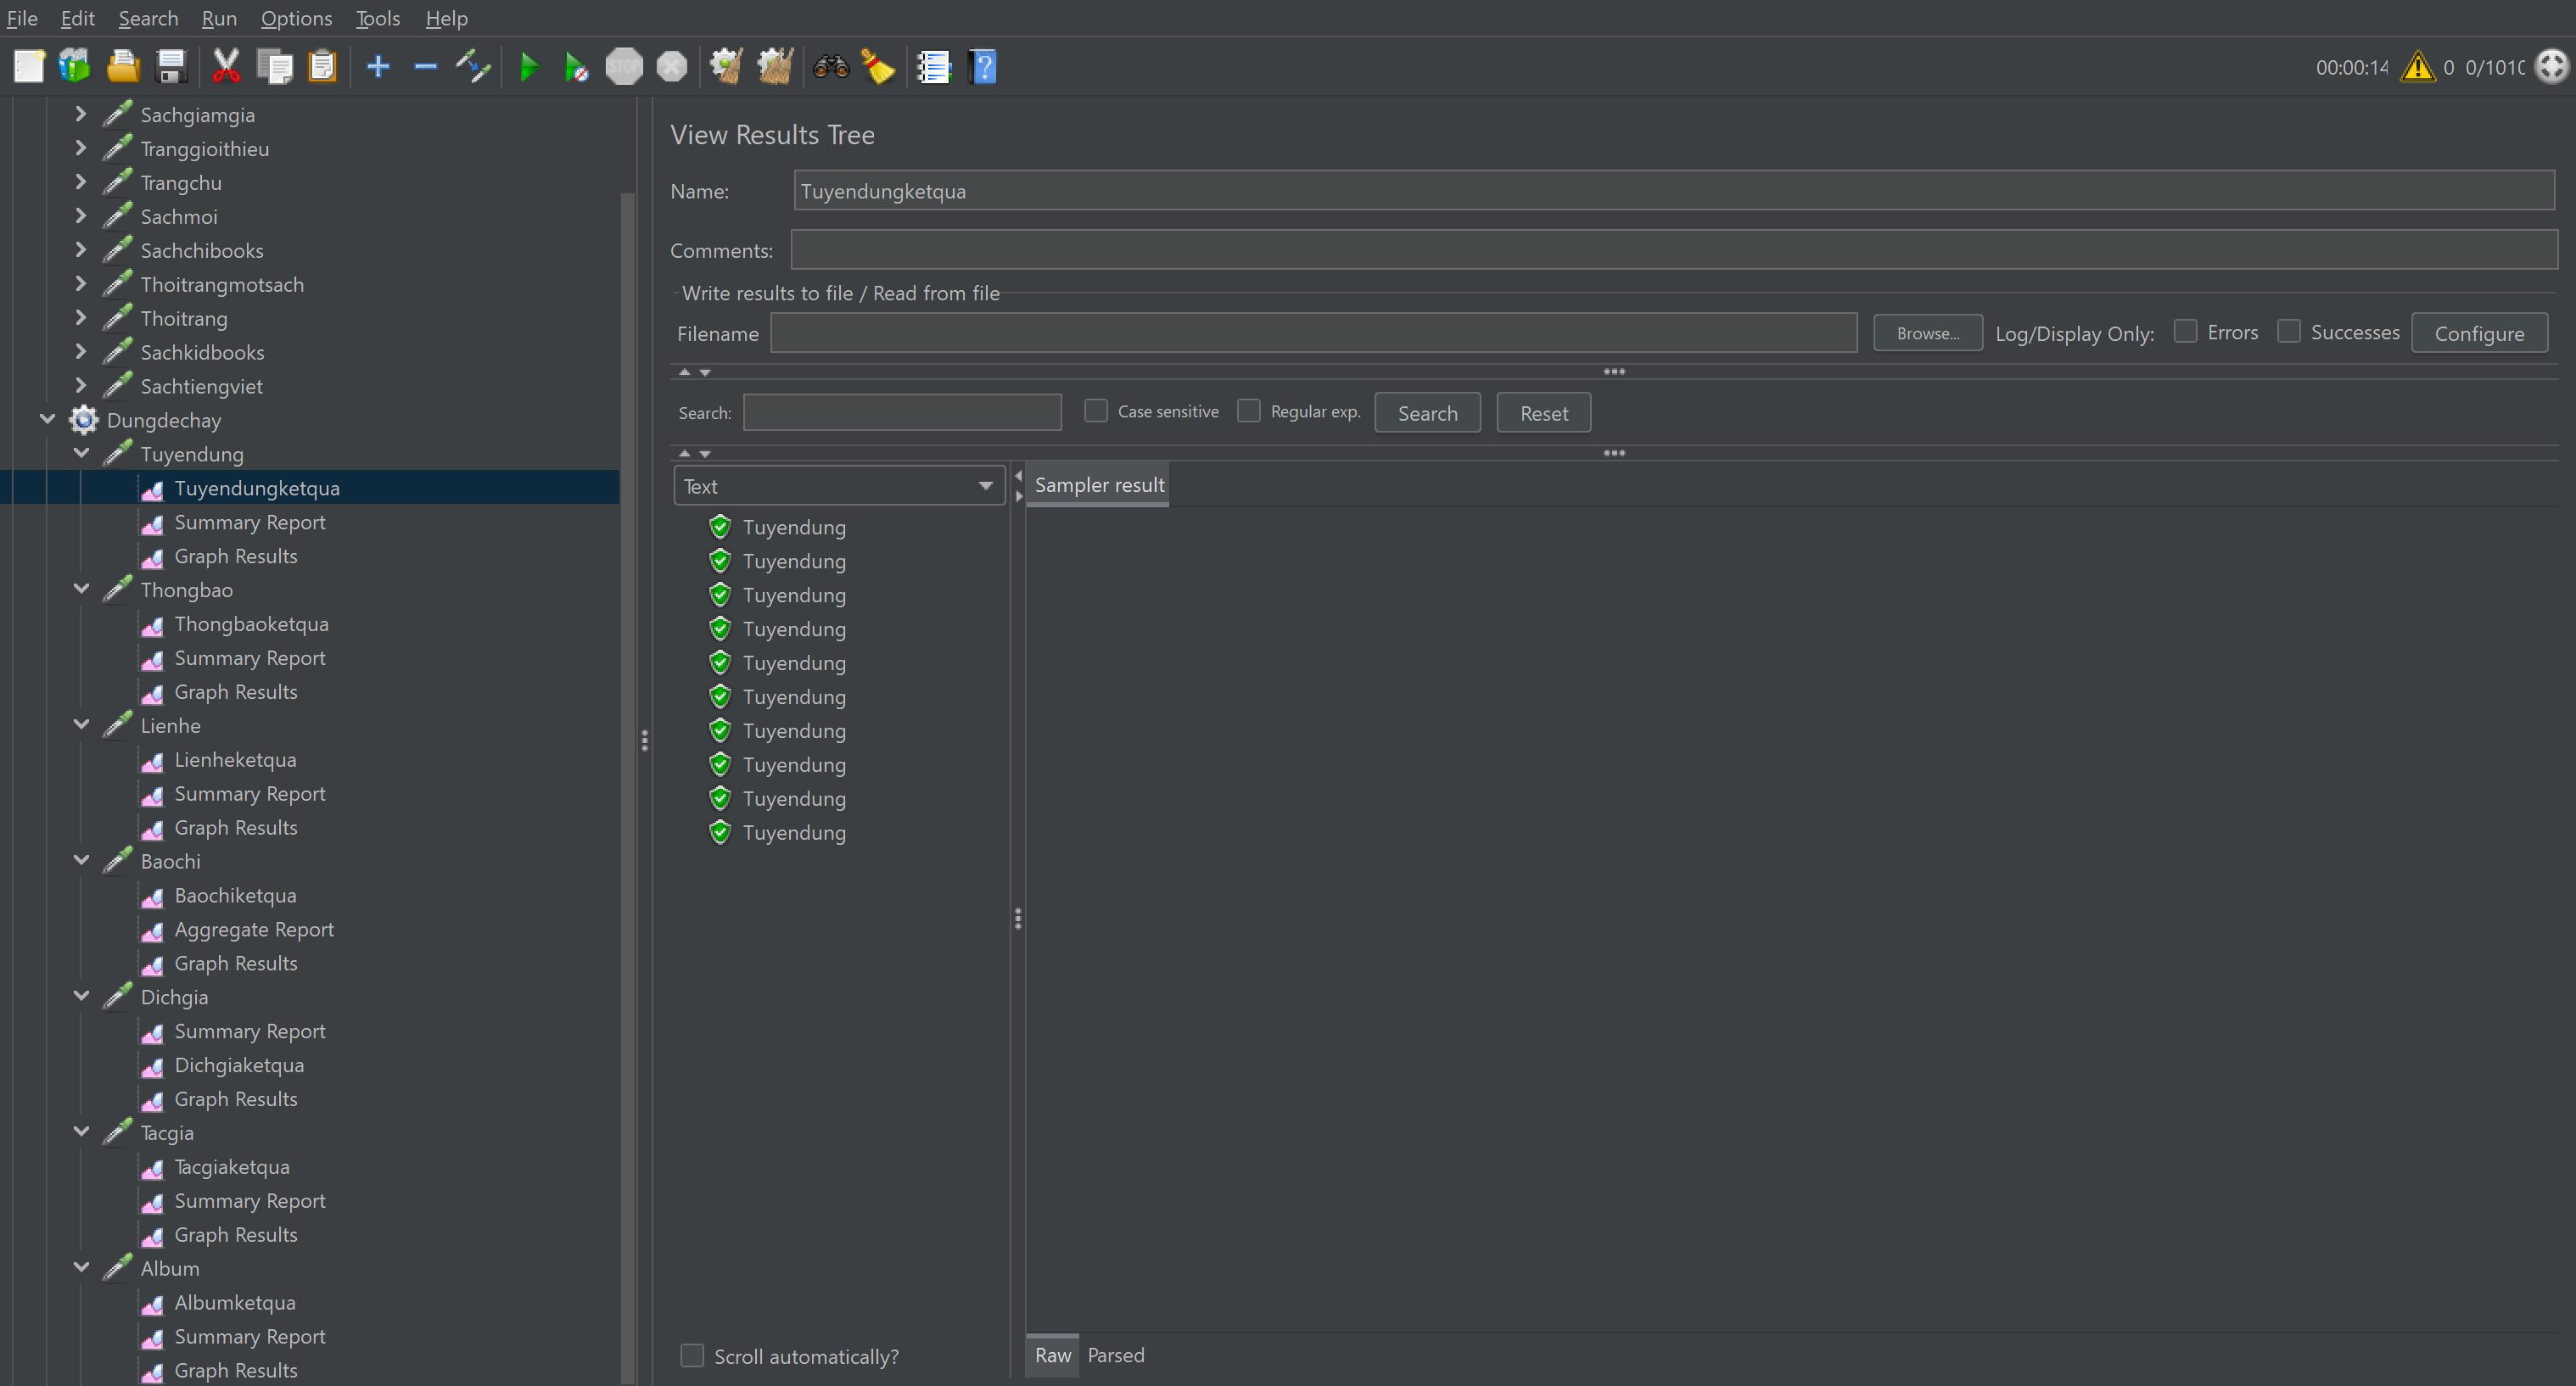 File Edit Search Run Options Tools Help
STOP
00:00:14 0 0/1010
Sachgiamgia
Tranggioithieu
Trangchu
Sachmoi
Sachchibooks
Thoitrangmotsach
Thoitrang
Sachkidbooks
Sachtiengviet
Dungdechay
Tuyendung
Tuyendungketqua
Summary Report
Graph Results
Thongbao
Thongbaoketqua
Summary Report
Graph Results
Lienhe
Lienheketqua
Summary Report
Graph Results
Baochi
Baochiketqua
Aggregate Report
Graph Results
Dichgia
Summary Report
Dichgiaketqua
Graph Results
Tacgia
Tacgiaketqua
Summary Report
Graph Results
Album
Albumketqua
Summary Report
Graph Results
View Results Tree
Name: Tuyendungketqua
Comments:
Write results to file / Read from file
Filename Browse... Log/Display Only: Errors Successes Configure
Search: Case sensitive Regular exp. Search Reset
Text
Sampler result
Tuyendung
Tuyendung
Tuyendung
Tuyendung
Tuyendung
Tuyendung
Tuyendung
Tuyendung
Tuyendung
Tuyendung
Scroll automatically?
Raw Parsed